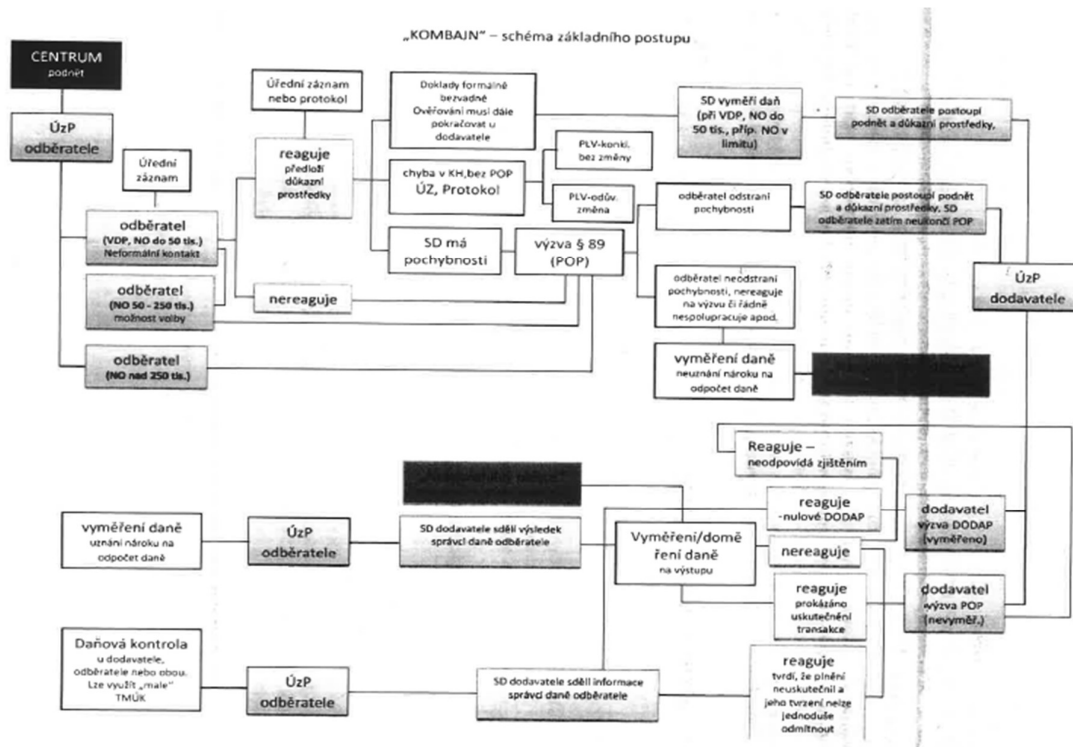 „KOMBAJN" – schéma základního postupu
CENTRUM
podnět
ÚzP
odběratele
Úřední
záznam
odběratel
(VDP, NO do 50 tis.)
Neformální kontakt
odběratel
(NO 50 - 250 tis.)
možnost volby
odběratel
(NO nad 250 tis.)
Úřední záznam
nebo protokol
reaguje
předloží
důkazní
prostředky
nereaguje
Doklady formálně
bezvadné
Ověřování musí dále
pokračovat u
dodavatele
chyba v KH,bez POP
ÚZ, Protokol
SD má
pochybnosti
PLV-konkl.
bez změny
PLV-odův.
změna
výzva § 89
(POP)
SD vyměří daň
(při VDP, NO do
50 tis., příp. NO v
limitu)
SD odběratele postoupí
podnět a důkazní prostředky,
odběratel odstraní
pochybnosti
SD odběratele postoupí podnět
a důkazní prostředky, SD
odběratele zatím neukončí POP
odběratel neodstraní
pochybnosti, nereaguje
na výzvu či řádně
nespolupracuje apod.
vyměření daně
neuznání nároku na
odpočet daně
ÚzP
dodavatele
Reaguje –
neodpovídá zjištěním
reaguje
-nulové DODAP
dodavatel
výzva DODAP
(vyměřeno)
nereaguje
reaguje
prokázáno
uskutečnění
transakce
dodavatel
výzva POP
(nevyměř.)
reaguje
tvrdí, že plnění
neuskutečnil a
jeho tvrzení nelze
jednoduše
odmítnout
Vyměření/domě
ření daně
na výstupu
SD dodavatele sdělí výsledek
správci daně odběratele
ÚzP
odběratele
vyměření daně
uznání nároku na
odpočet daně
SD dodavatele sdělí informace
správci daně odběratele
ÚzP
odběratele
Daňová kontrola
u dodavatele,
odběratele nebo obou.
Lze využít „male"
TMÚK